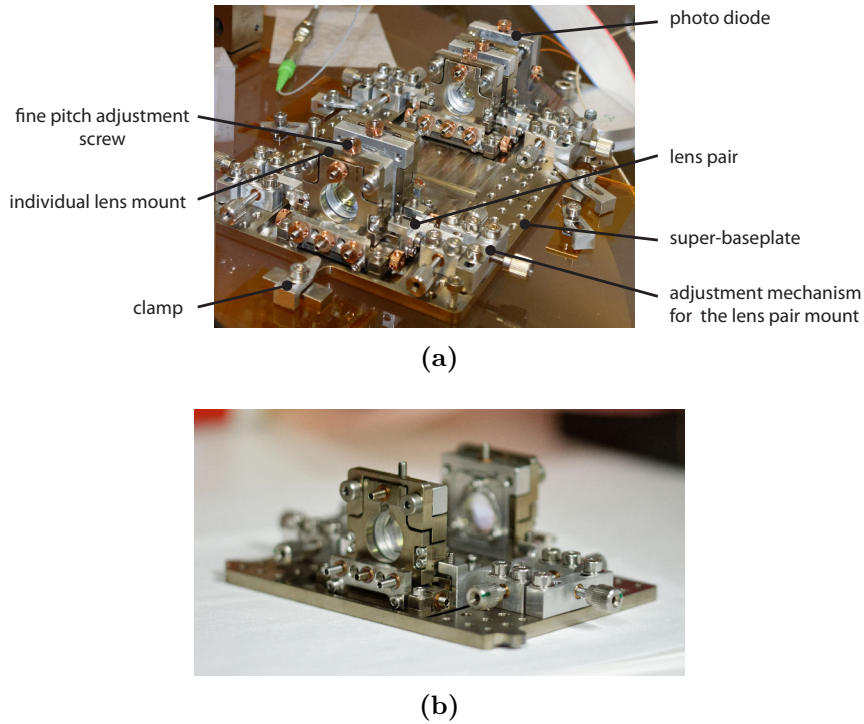 photo diode
fine pitch adjustment
screw
lens pair
individual lens mount
super-baseplate
clamp
adjustment mechanism
for the lens pair mount
(a)
(b)